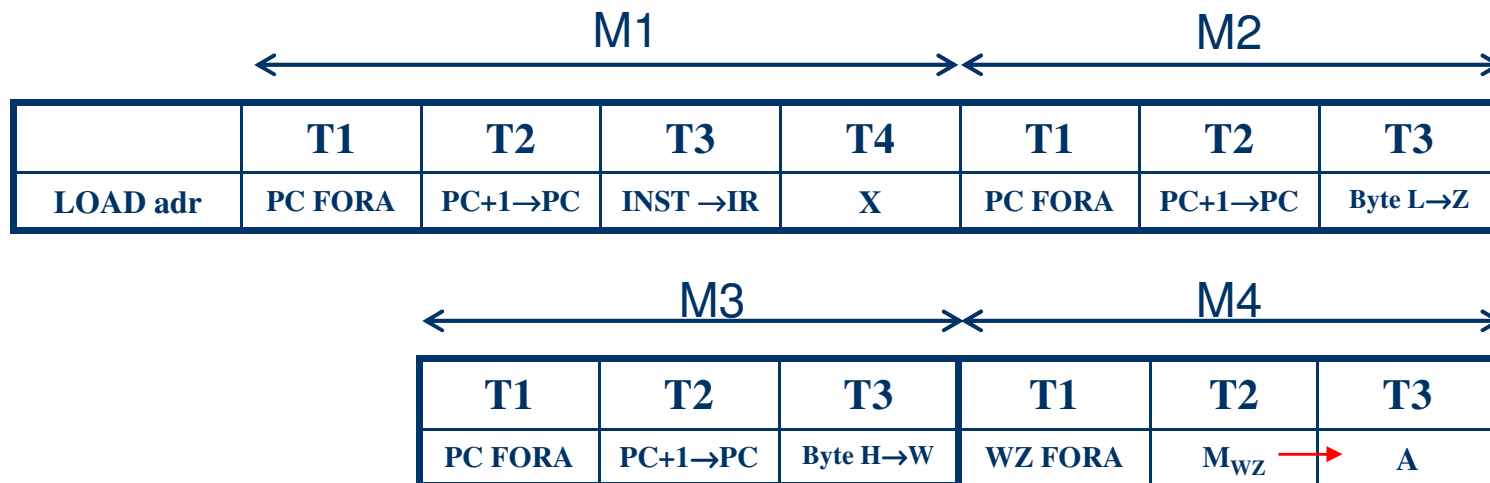 M1 M2
T1 T2 T3 T4 T1 T2 T3
LOAD adr PC FORA PC+1→PC INST →IR X PC FORA PC+1→PC Byte L→Z
M3 M4
T1 T2 T3 T1 T2 T3
PC FORA PC+1→PC Byte H→W WZ FORA MWZ → A